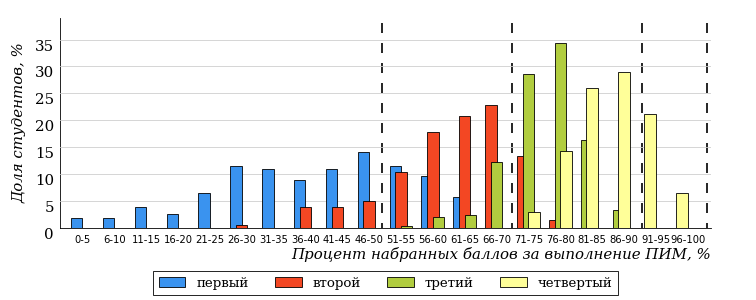 Доля студентов, %
35
30
25
20
15
10
5
0
0-5 6-10 11-15 16-20 21-25 26-30 31-35 36-40 41-45 46-50 51-55 56-60 61-65 66-70 71-75 76-80 81-85 86-90 91-95 96-100
Процент набранных баллов за выполнение ПИМ, %
первый второй третий четвертый